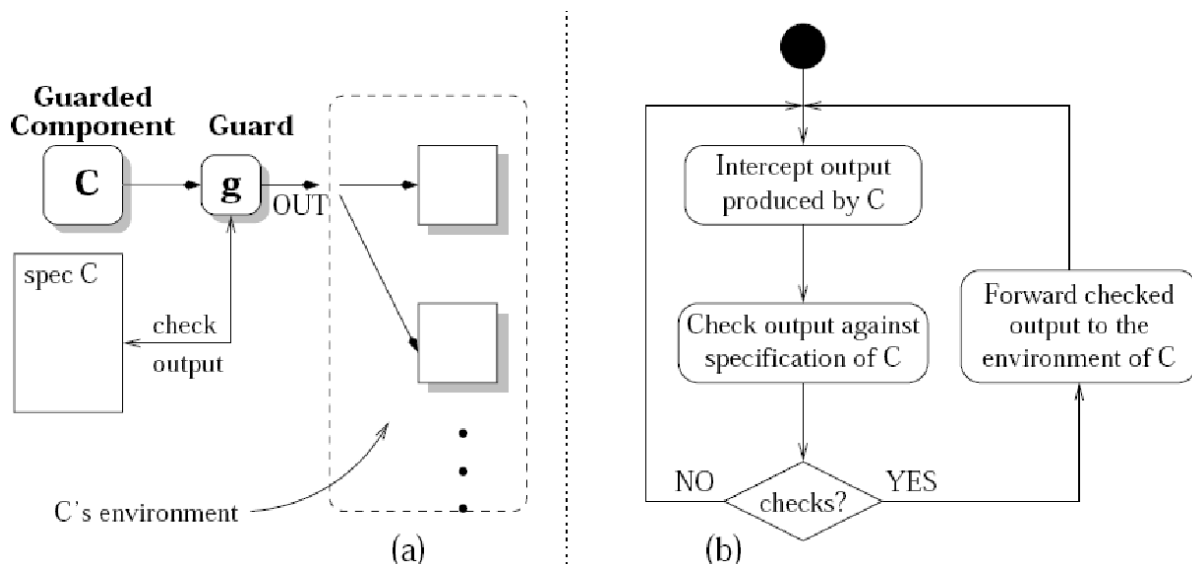 Guarded
Component
Guard
C
g
OUT
spec C
check
output
C's environment
(a)
Intercept output
produced by C
Check output against
specification of C
Forward checked
output to the
environment of C
NO
checks?
YES
(b)